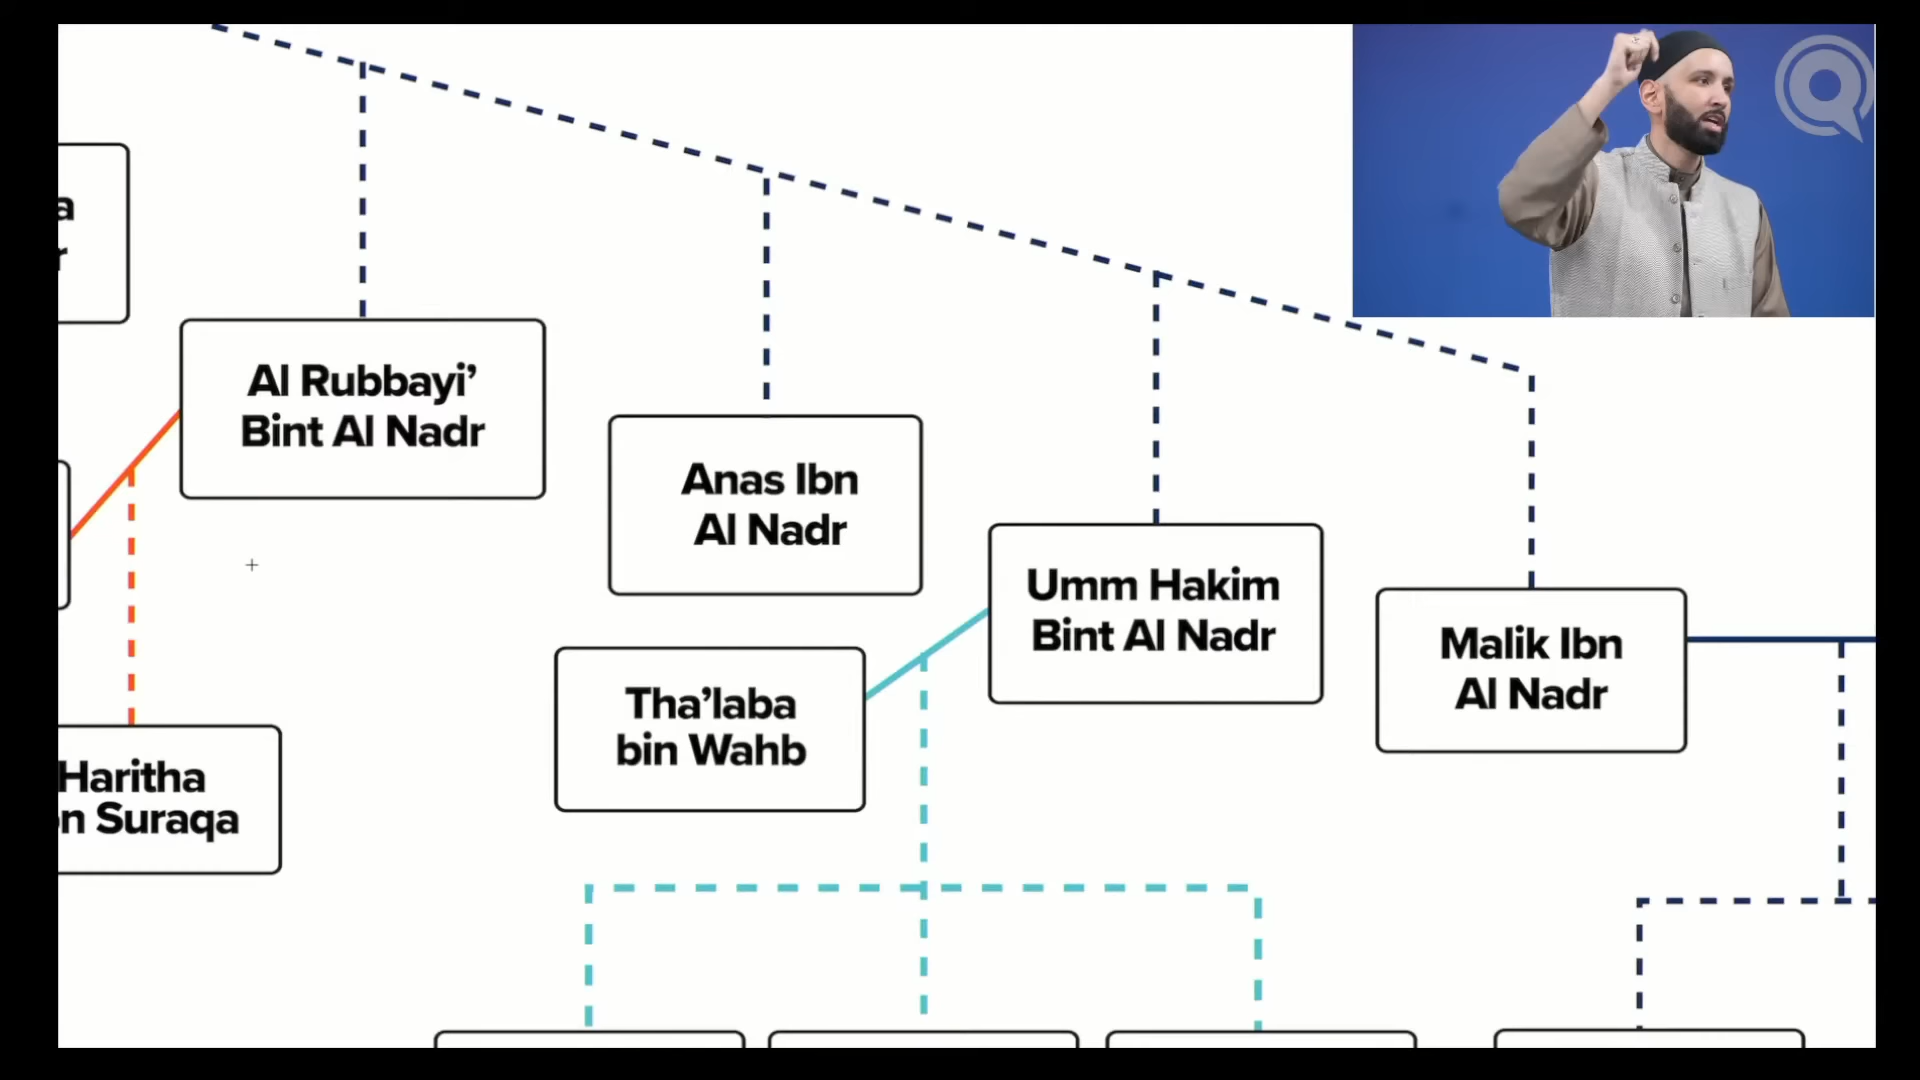 a
r
Al Rubbayi’
Bint Al Nadr
Anas Ibn
Al Nadr
Umm Hakim
Bint Al Nadr
Malik Ibn
Al Nadr
Tha’laba
bin Wahb
Haritha
n Suraqa